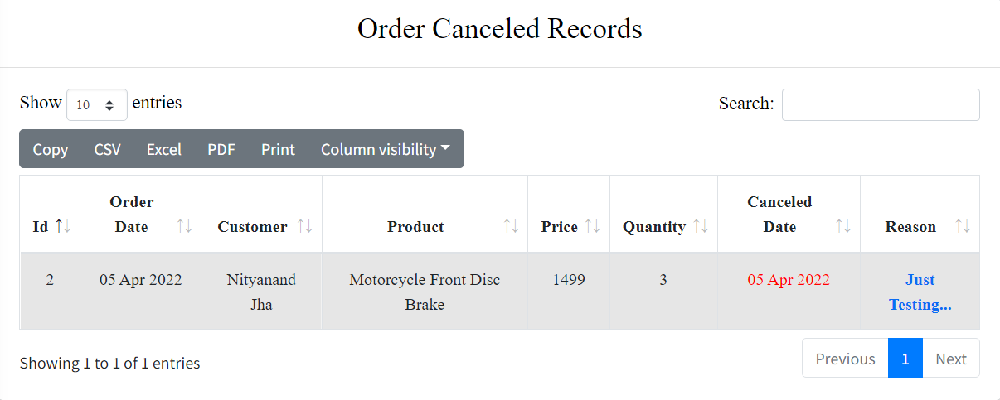 Order Canceled Records
Show 10 entries
Search:
Copy CSV Excel PDF Print Column visibility
Id Order Date Customer Product Price Quantity Canceled Date Reason
2 05 Apr 2022 Nityanand Jha Motorcycle Front Disc Brake 1499 3 05 Apr 2022 Just Testing...
Showing 1 to 1 of 1 entries
Previous 1 Next